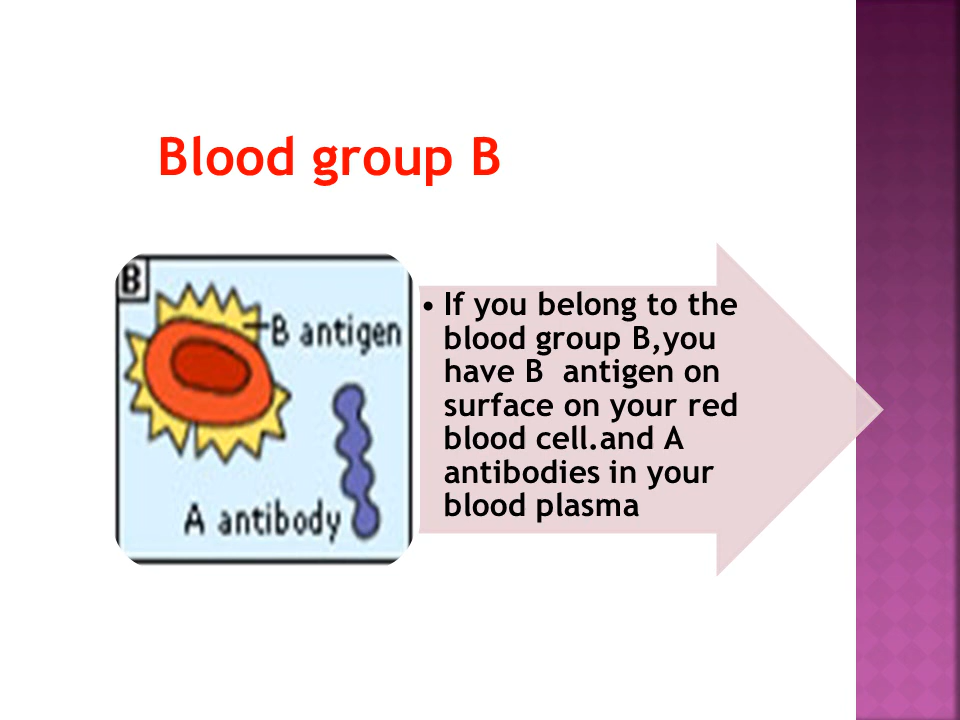 Blood group B
B
B antigen
A antibody
• If you belong to the
blood group B,you
have B  antigen on
surface on your red
blood cell.and A
antibodies in your
blood plasma